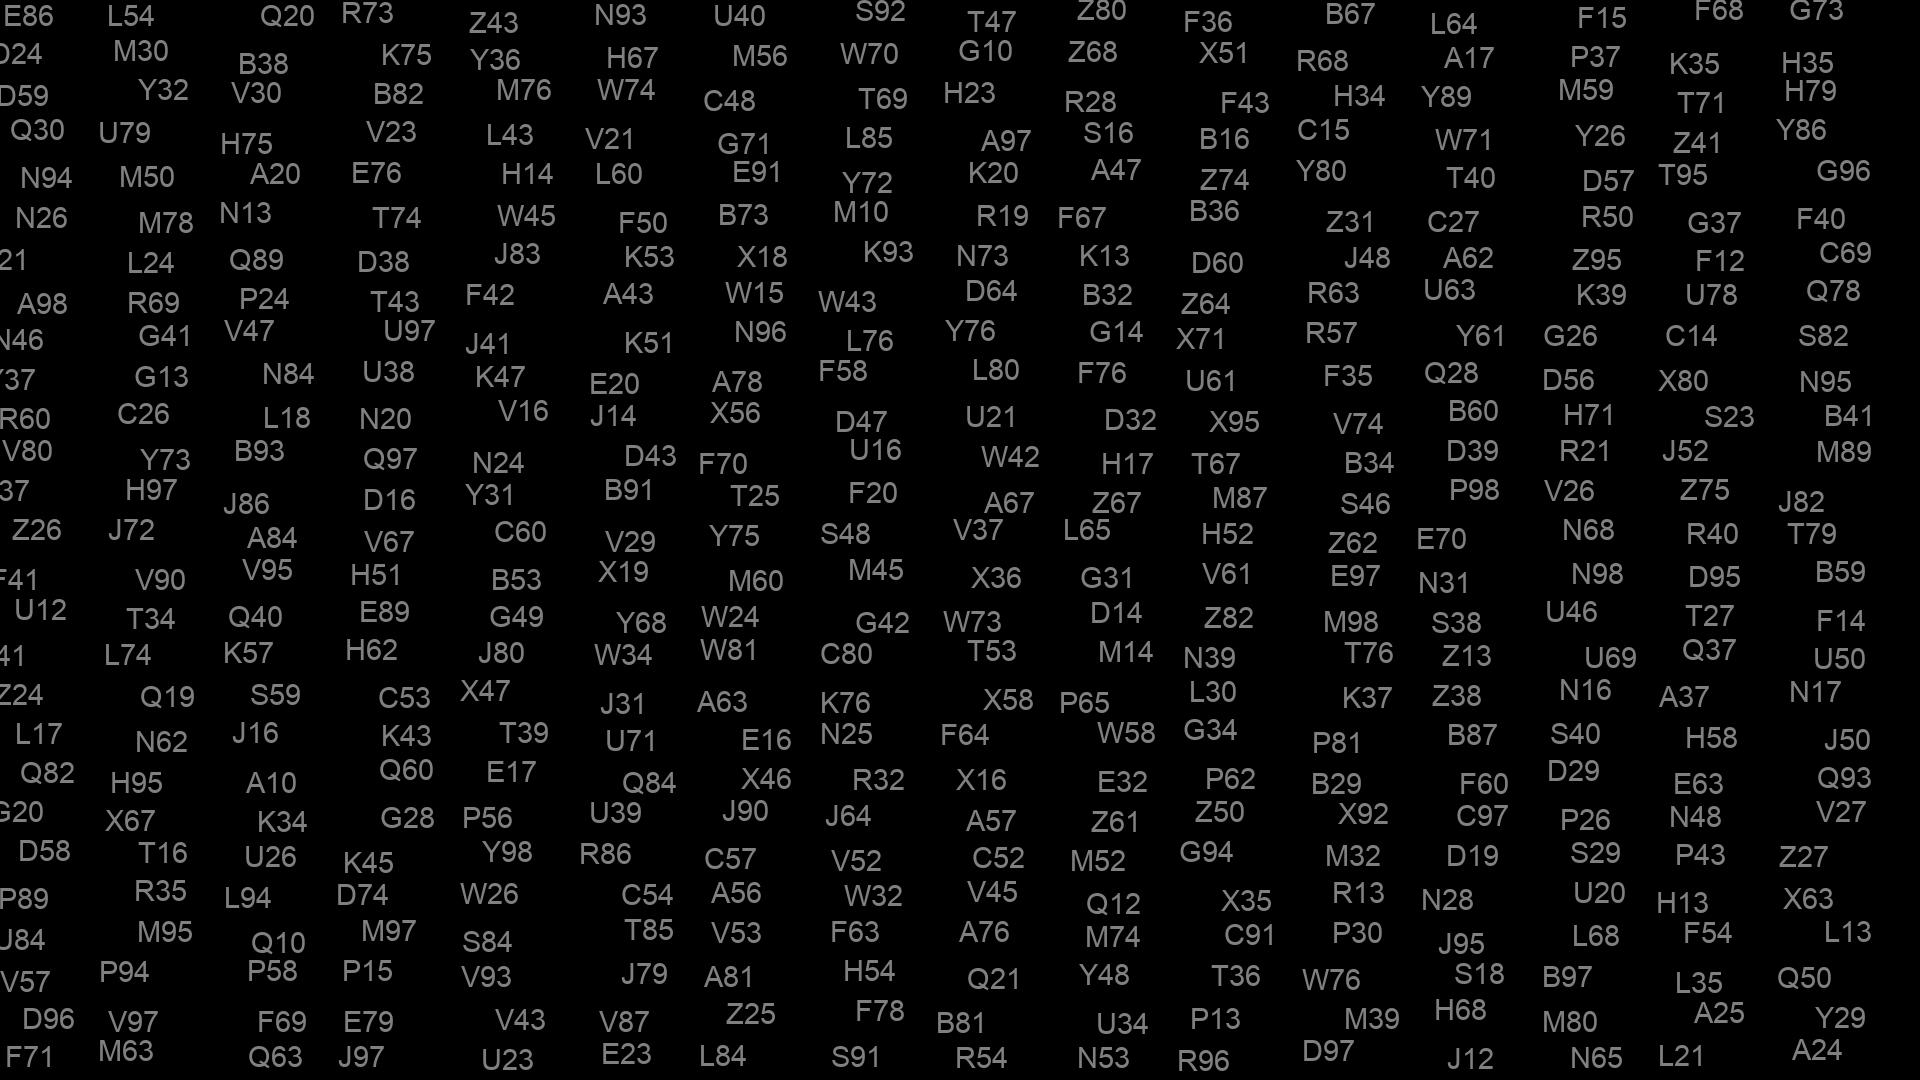 E86 L54 Q20 R73 Z43 N93 U40 S92 T47 Z80 F36 B67 L64 F15 F68 G73
D24 M30 B38 K75 Y36 H67 M56 W70 G10 Z68 X51 R68 A17 P37 K35 H35
D59 Y32 V30 B82 M76 W74 C48 T69 H23 R28 F43 H34 Y89 M59 T71 H79
Q30 U79 H75 V23 L43 V21 G71 L85 A97 S16 B16 C15 W71 Y26 Z41 Y86
N94 M50 A20 E76 H14 L60 E91 Y72 K20 A47 Z74 Y80 T40 D57 T95 G96
N26 M78 N13 T74 W45 F50 B73 M10 R19 F67 B36 Z31 C27 R50 G37 F40
21 L24 Q89 D38 J83 K53 X18 K93 N73 K13 D60 J48 A62 Z95 F12 C69
A98 R69 P24 T43 F42 A43 W15 W43 D64 B32 Z64 R63 U63 K39 U78 Q78
N46 G41 V47 U97 J41 K51 N96 L76 Y76 G14 X71 R57 Y61 G26 C14 S82
Y37 G13 N84 U38 K47 E20 A78 F58 L80 F76 U61 F35 Q28 D56 X80 N95
R60 C26 L18 N20 V16 J14 X56 D47 U21 D32 X95 V74 B60 H71 S23 B41
V80 Y73 B93 Q97 N24 D43 F70 U16 W42 H17 T67 B34 D39 R21 J52 M89
37 H97 J86 D16 Y31 B91 T25 F20 A67 Z67 M87 S46 P98 V26 Z75 J82
Z26 J72 A84 V67 C60 V29 Y75 S48 V37 L65 H52 Z62 E70 N68 R40 T79
F41 V90 V95 H51 B53 X19 M60 M45 X36 G31 V61 E97 N31 N98 D95 B59
U12 T34 Q40 E89 G49 Y68 W24 G42 W73 D14 Z82 M98 S38 U46 T27 F14
41 L74 K57 H62 J80 W34 W81 C80 T53 M14 N39 T76 Z13 U69 Q37 U50
Z24 Q19 S59 C53 X47 J31 A63 K76 X58 P65 L30 K37 Z38 N16 A37 N17
L17 N62 J16 K43 T39 U71 E16 N25 F64 W58 G34 P81 B87 S40 H58 J50
Q82 H95 A10 Q60 E17 Q84 X46 R32 X16 E32 P62 B29 F60 D29 E63 Q93
G20 X67 K34 G28 P56 U39 J90 J64 A57 Z61 Z50 X92 C97 P26 N48 V27
D58 T16 U26 K45 Y98 R86 C57 V52 C52 M52 G94 M32 D19 S29 P43 Z27
P89 R35 L94 D74 W26 C54 A56 W32 V45 Q12 X35 R13 N28 U20 H13 X63
U84 M95 Q10 M97 S84 T85 V53 F63 A76 M74 C91 P30 J95 L68 F54 L13
V57 P94 P58 P15 V93 J79 A81 H54 Q21 Y48 T36 W76 S18 B97 L35 Q50
D96 V97 F69 E79 V43 V87 Z25 F78 B81 U34 P13 M39 H68 M80 A25 Y29
F71 M63 Q63 J97 U23 E23 L84 S91 R54 N53 R96 D97 J12 N65 L21 A24